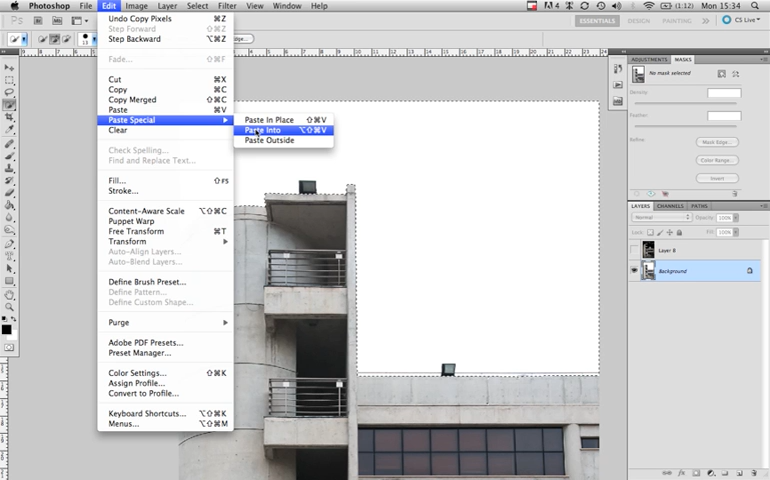 Photoshop File Edit Image Layer Select Filter Analysis 3D View Window Help
4 (1:12) Mon 15:34
ESSENTIALS DESIGN PAINTING CS Live
Undo Copy Pixels ⌘Z
Step Forward ⇧⌘Z
Step Backward ⌥⌘Z
Fade... ⇧⌘F
Cut ⌘X
Copy ⌘C
Copy Merged ⇧⌘C
Paste ⌘V
Paste Special
Clear
Paste In Place ⇧⌘V
Paste Into ⌥⇧⌘V
Paste Outside
Check Spelling...
Find and Replace Text...
Fill... ⇧F5
Stroke...
Content-Aware Scale ⌥⇧⌘C
Puppet Warp
Free Transform ⌘T
Transform
Auto-Align Layers...
Auto-Blend Layers...
Define Brush Preset...
Define Pattern...
Define Custom Shape...
Purge
Adobe PDF Presets...
Preset Manager...
Color Settings... ⇧⌘K
Assign Profile...
Convert to Profile...
Keyboard Shortcuts... ⌥⇧⌘K
Menus... ⌥⇧⌘M
ADJUSTMENTS MASKS
No mask selected
Density:
Feather:
Refine:
Mask Edge...
Color Range...
Invert
LAYERS CHANNELS PATHS
Normal Opacity: 100%
Lock: Fill: 100%
Layer 8
Background